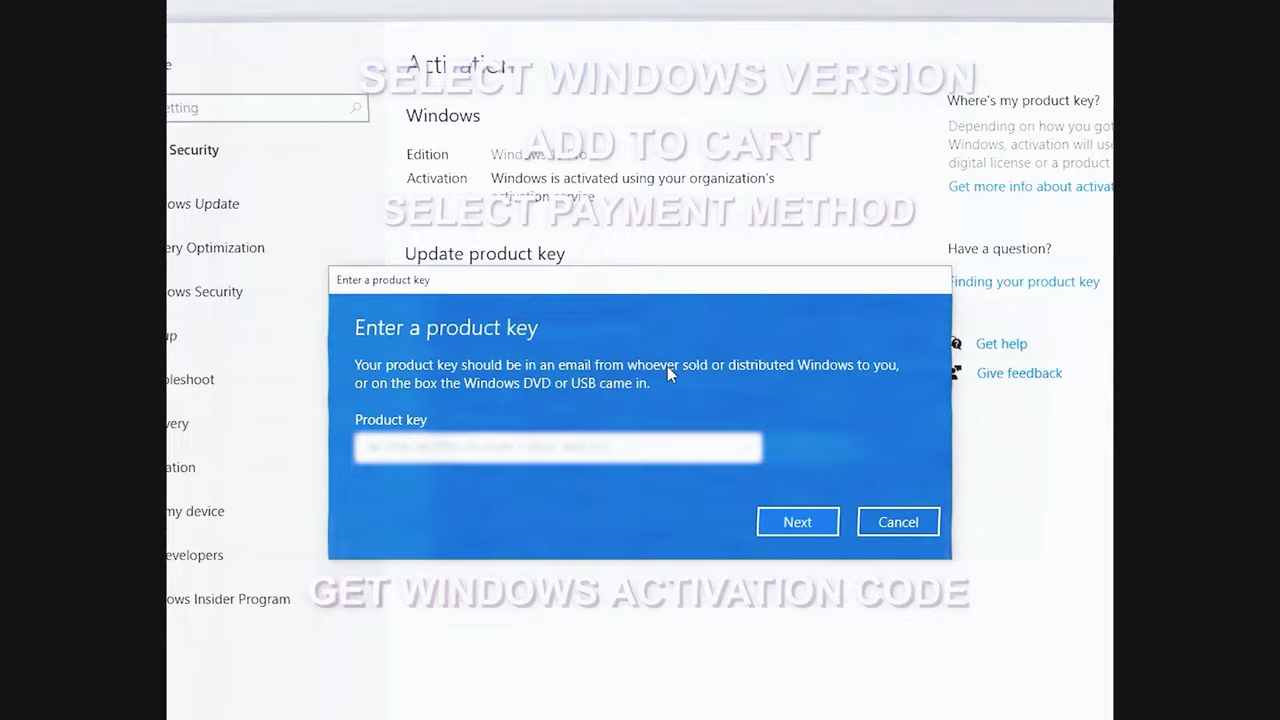 Activation
SELECT WINDOWS VERSION
etting
Windows
Where's my product key?
Security
ADD TO CART
Edition
Depending on how you got
Windows, activation will use
digital license or a product
Activation
Windows is activated using your organization's
activation service
Get more info about activat
ows Update
SELECT PAYMENT METHOD
ery Optimization
Update product key
Have a question?
Enter a product key
Finding your product key
ows Security
Enter a product key
up
Get help
Your product key should be in an email from whoever sold or distributed Windows to you,
or on the box the Windows DVD or USB came in.
Give feedback
bleshoot
Product key
very
ation
my device
Next
Cancel
evelopers
GET WINDOWS ACTIVATION CODE
ows Insider Program